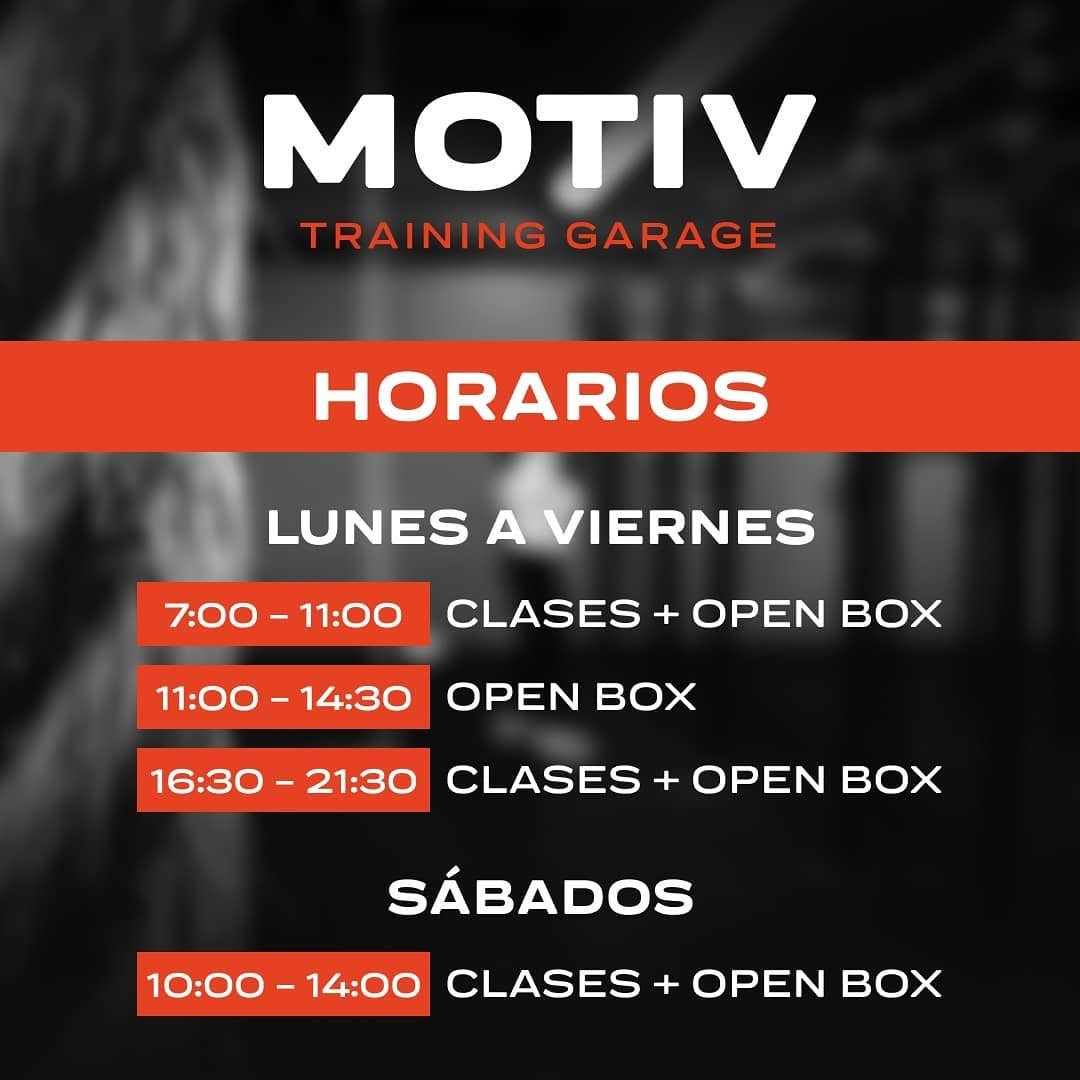 MOTIV
TRAINING GARAGE
HORARIOS
LUNES A VIERNES
7:00 – 11:00 CLASES + OPEN BOX
11:00 – 14:30 OPEN BOX
16:30 – 21:30 CLASES + OPEN BOX
SÁBADOS
10:00 – 14:00 CLASES + OPEN BOX